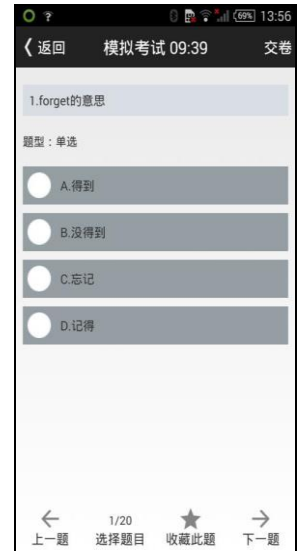 69% 13:56
返回 模拟考试 09:39 交卷
1.forget的意思
题型：单选
A.得到
B.没得到
C.忘记
D.记得
1/20
上一题 选择题目 收藏此题 下一题